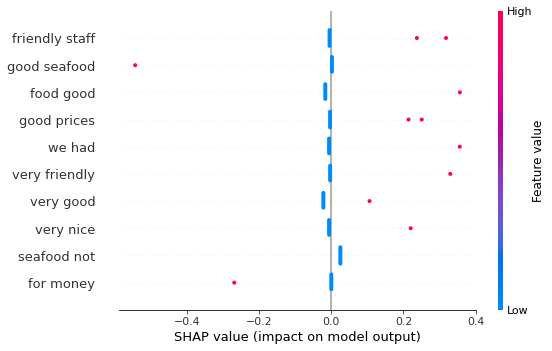 High
friendly staff
good seafood
food good
good prices
we had
very friendly
very good
very nice
seafood not
for money
Feature value
Low
−0.4 −0.2 0.0 0.2 0.4
SHAP value (impact on model output)